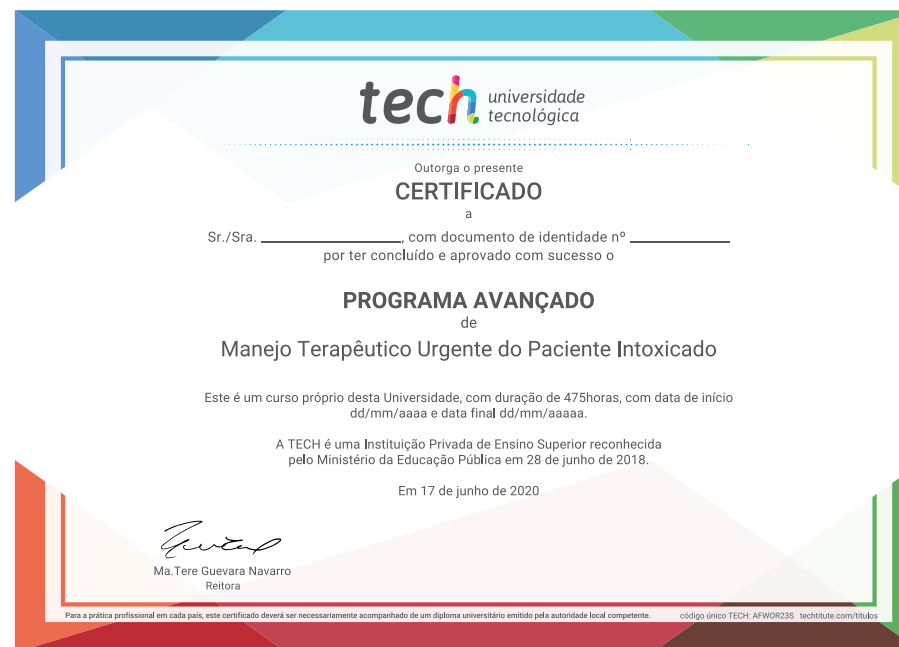 tech universidade
tecnológica
Outorga o presente
CERTIFICADO
a
Sr./Sra. ____________, com documento de identidade nº ____________
por ter concluído e aprovado com sucesso o
PROGRAMA AVANÇADO
de
Manejo Terapêutico Urgente do Paciente Intoxicado
Este é um curso próprio desta Universidade, com duração de 475horas, com data de início
dd/mm/aaaa e data final dd/mm/aaaaa.
A TECH é uma Instituição Privada de Ensino Superior reconhecida
pelo Ministério da Educação Pública em 28 de junho de 2018.
Em 17 de junho de 2020
Ma.Tere Guevara Navarro
Reitora
Para a prática profissional em cada país, este certificado deverá ser necessariamente acompanhado de um diploma universitário emitido pela autoridade local competente. código único TECH: AFWOR23S techtitute.com/titulos